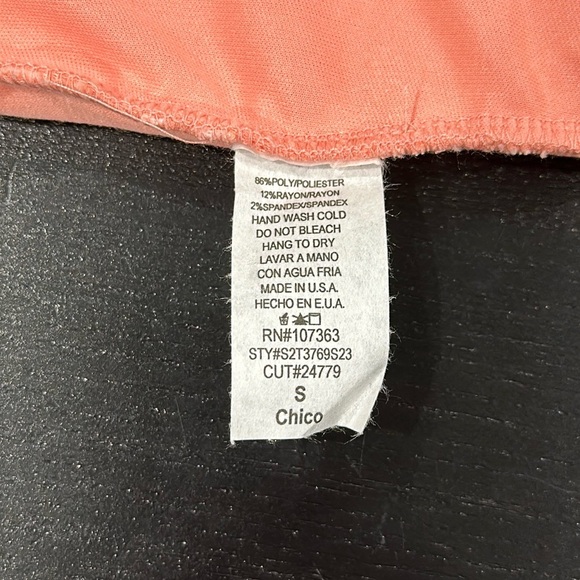 86%POLY/POLIESTER
12%RAYON/RAYON
2%SPANDEX/SPANDEX
HAND WASH COLD
DO NOT BLEACH
HANG TO DRY
LAVAR A MANO
CON AGUA FRIA
MADE IN U.S.A.
HECHO EN E.U.A.
RN#107363
STY#S2T3769S23
CUT#24779
S
Chico